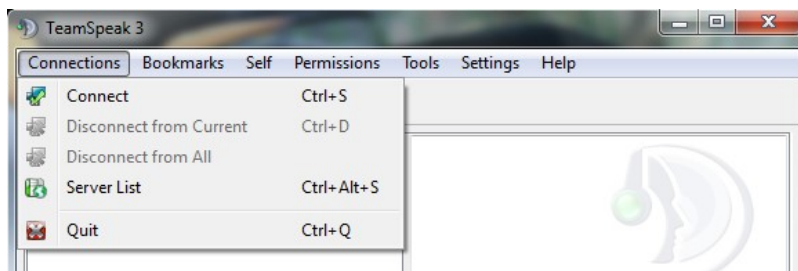 TeamSpeak 3
Connections Bookmarks Self Permissions Tools Settings Help
Connect Ctrl+S
Disconnect from Current Ctrl+D
Disconnect from All
Server List Ctrl+Alt+S
Quit Ctrl+Q